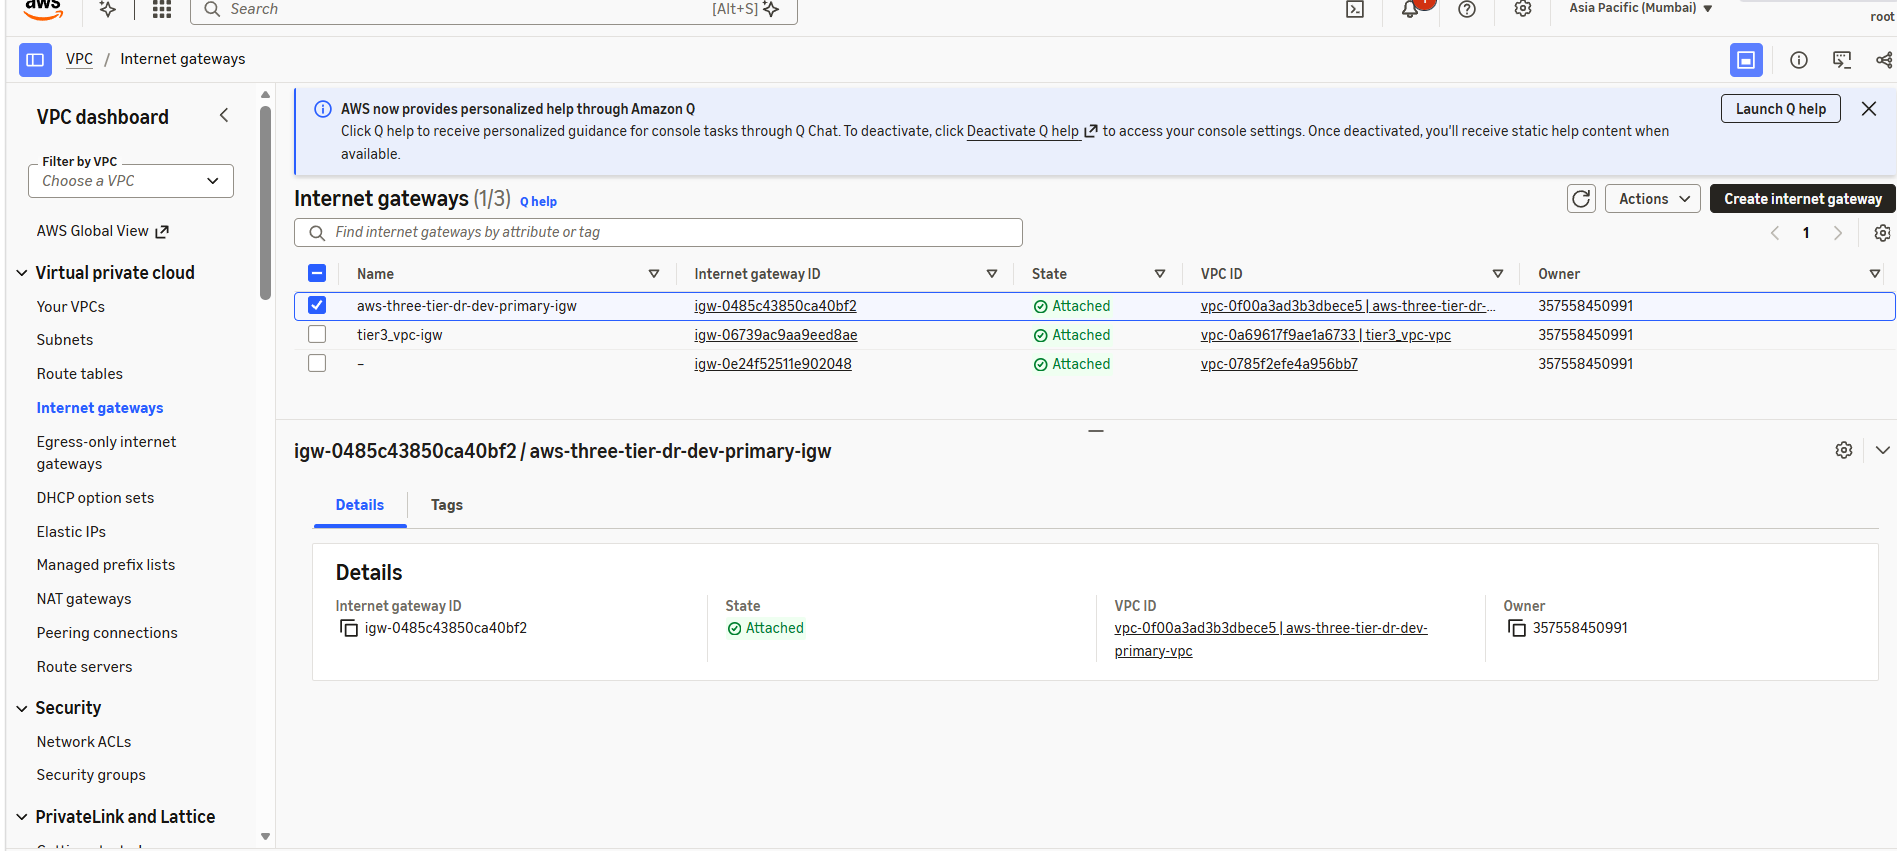 aws
Search
[Alt+S]
Asia Pacific (Mumbai)
root
VPC / Internet gateways
VPC dashboard
Filter by VPC
Choose a VPC
AWS Global View
Virtual private cloud
Your VPCs
Subnets
Route tables
Internet gateways
Egress-only internet
gateways
DHCP option sets
Elastic IPs
Managed prefix lists
NAT gateways
Peering connections
Route servers
Security
Network ACLs
Security groups
PrivateLink and Lattice
AWS now provides personalized help through Amazon Q
Click Q help to receive personalized guidance for console tasks through Q Chat. To deactivate, click Deactivate Q help to access your console settings. Once deactivated, you'll receive static help content when
available.
Launch Q help
Internet gateways (1/3) Q help
Actions
Create internet gateway
Find internet gateways by attribute or tag
1
Name Internet gateway ID State VPC ID Owner
aws-three-tier-dr-dev-primary-igw igw-0485c43850ca40bf2 Attached vpc-0f00a3ad3b3dbece5 | aws-three-tier-dr-... 357558450991
tier3_vpc-igw igw-06739ac9aa9eed8ae Attached vpc-0a69617f9ae1a6733 | tier3_vpc-vpc 357558450991
– igw-0e24f52511e902048 Attached vpc-0785f2efe4a956bb7 357558450991
igw-0485c43850ca40bf2 / aws-three-tier-dr-dev-primary-igw
Details
Tags
Details
Internet gateway ID
igw-0485c43850ca40bf2
State
Attached
VPC ID
vpc-0f00a3ad3b3dbece5 | aws-three-tier-dr-dev-
primary-vpc
Owner
357558450991